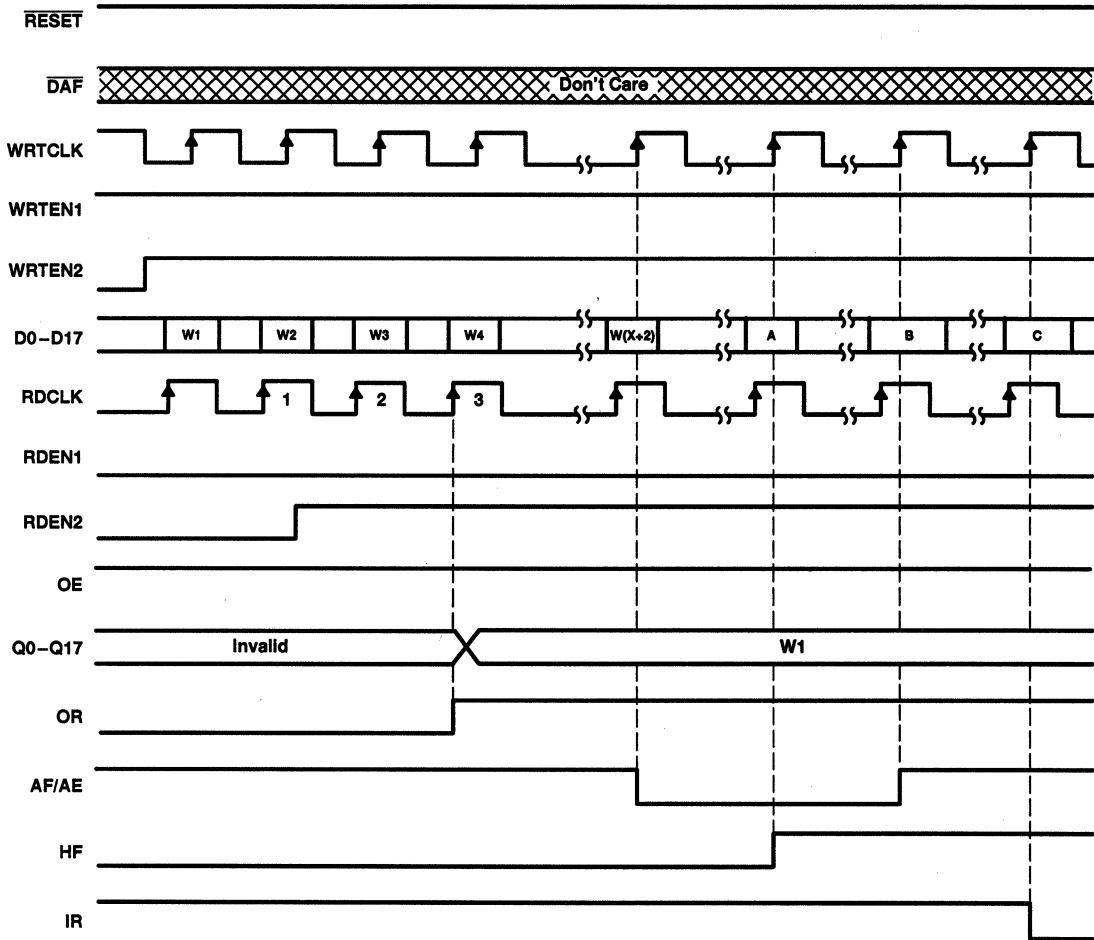 RESET
DAF
Don't Care
WRTCLK
WRTEN1
WRTEN2
D0–D17 W1 W2 W3 W4 W(X+2) A B C
RDCLK 1 2 3
RDEN1
RDEN2
OE
Q0–Q17 Invalid W1
OR
AF/AE
HF
IR